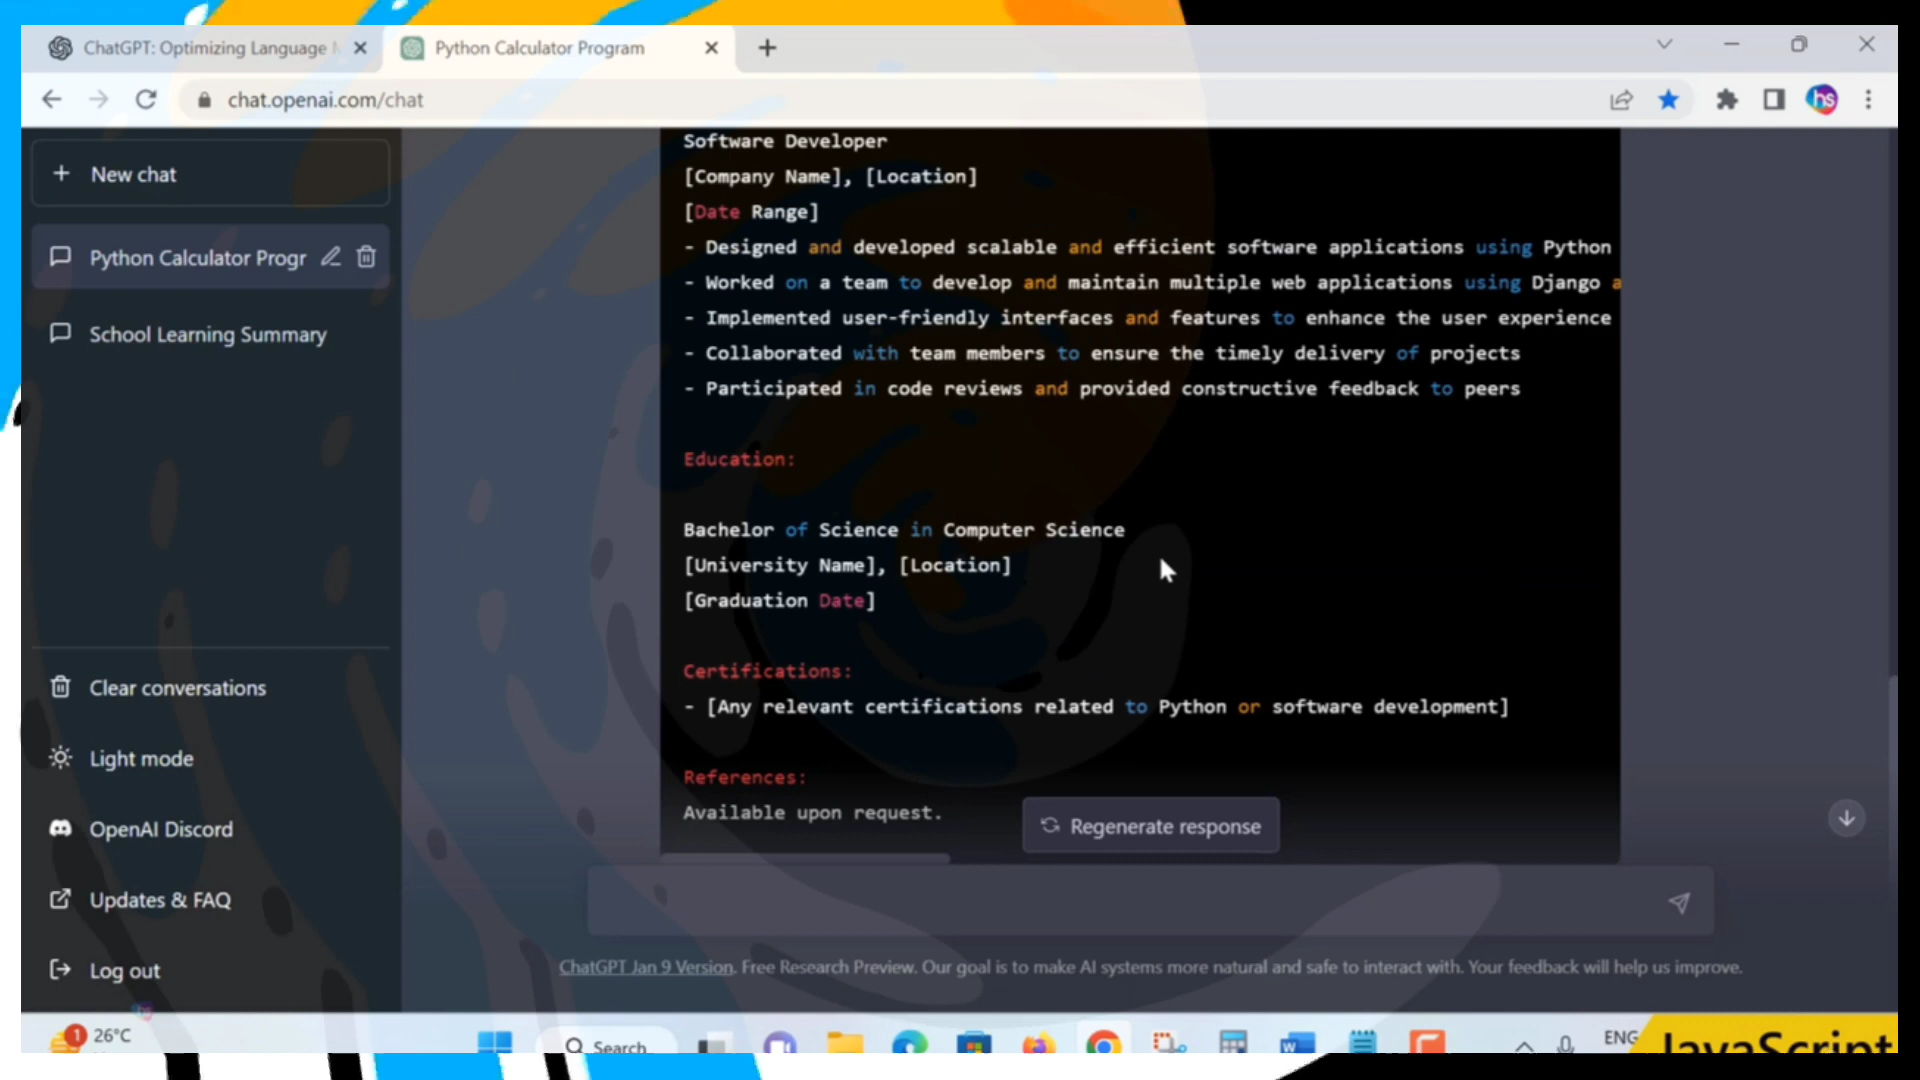 ChatGPT: Optimizing Language
Python Calculator Program
chat.openai.com/chat
hs
New chat
Python Calculator Progr
School Learning Summary
Clear conversations
Light mode
OpenAI Discord
Updates & FAQ
Log out
Software Developer
[Company Name], [Location]
[Date Range]
- Designed and developed scalable and efficient software applications using Python
- Worked on a team to develop and maintain multiple web applications using Django a
- Implemented user-friendly interfaces and features to enhance the user experience
- Collaborated with team members to ensure the timely delivery of projects
- Participated in code reviews and provided constructive feedback to peers
Education:
Bachelor of Science in Computer Science
[University Name], [Location]
[Graduation Date]
Certifications:
- [Any relevant certifications related to Python or software development]
References:
Available upon request.
Regenerate response
ChatGPT Jan 9 Version. Free Research Preview. Our goal is to make AI systems more natural and safe to interact with. Your feedback will help us improve.
1
26°C
Search
W
ENG
JavaScript